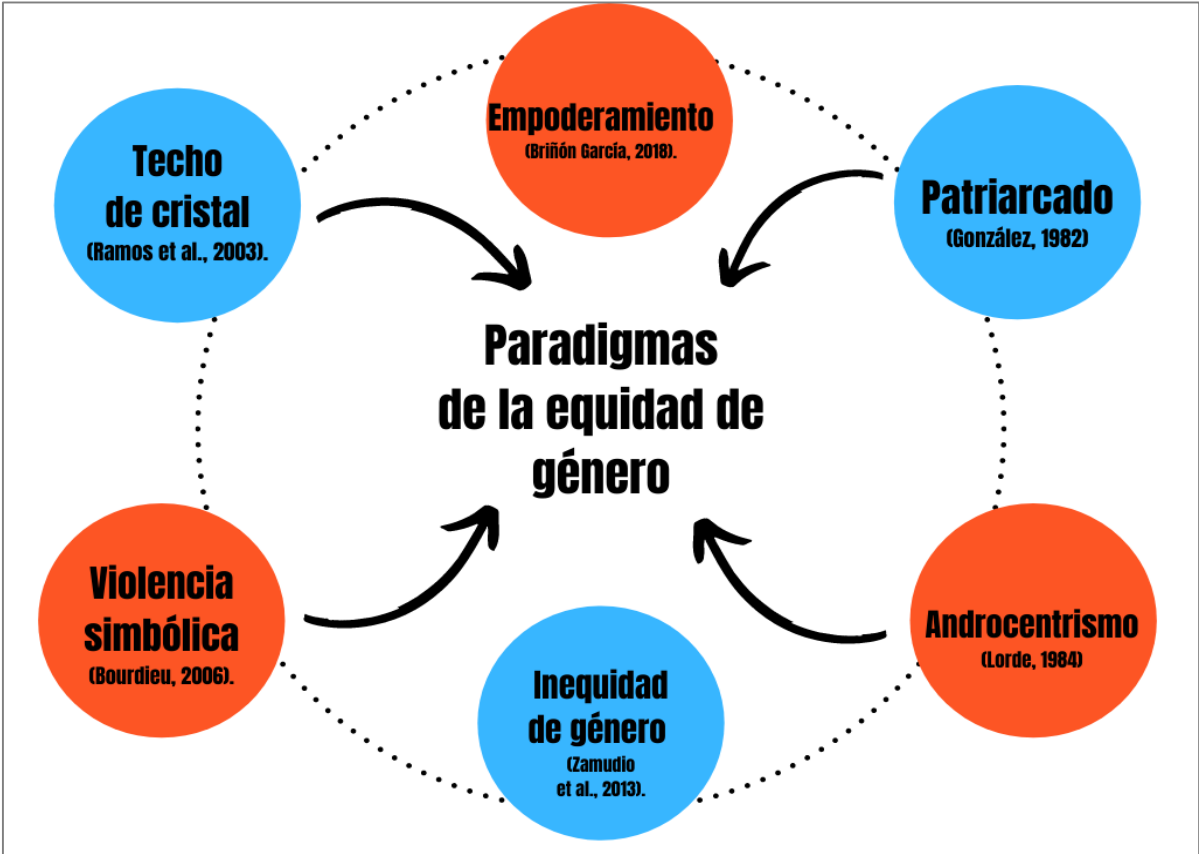 Empoderamiento
(Briñón García, 2018).
Techo
de cristal
(Ramos et al., 2003).
Patriarcado
(González, 1982)
Paradigmas
de la equidad de
género
Violencia
simbólica
(Bourdieu, 2006).
Androcentrismo
(Lorde, 1984)
Inequidad
de género
(Zamudio
et al., 2013).